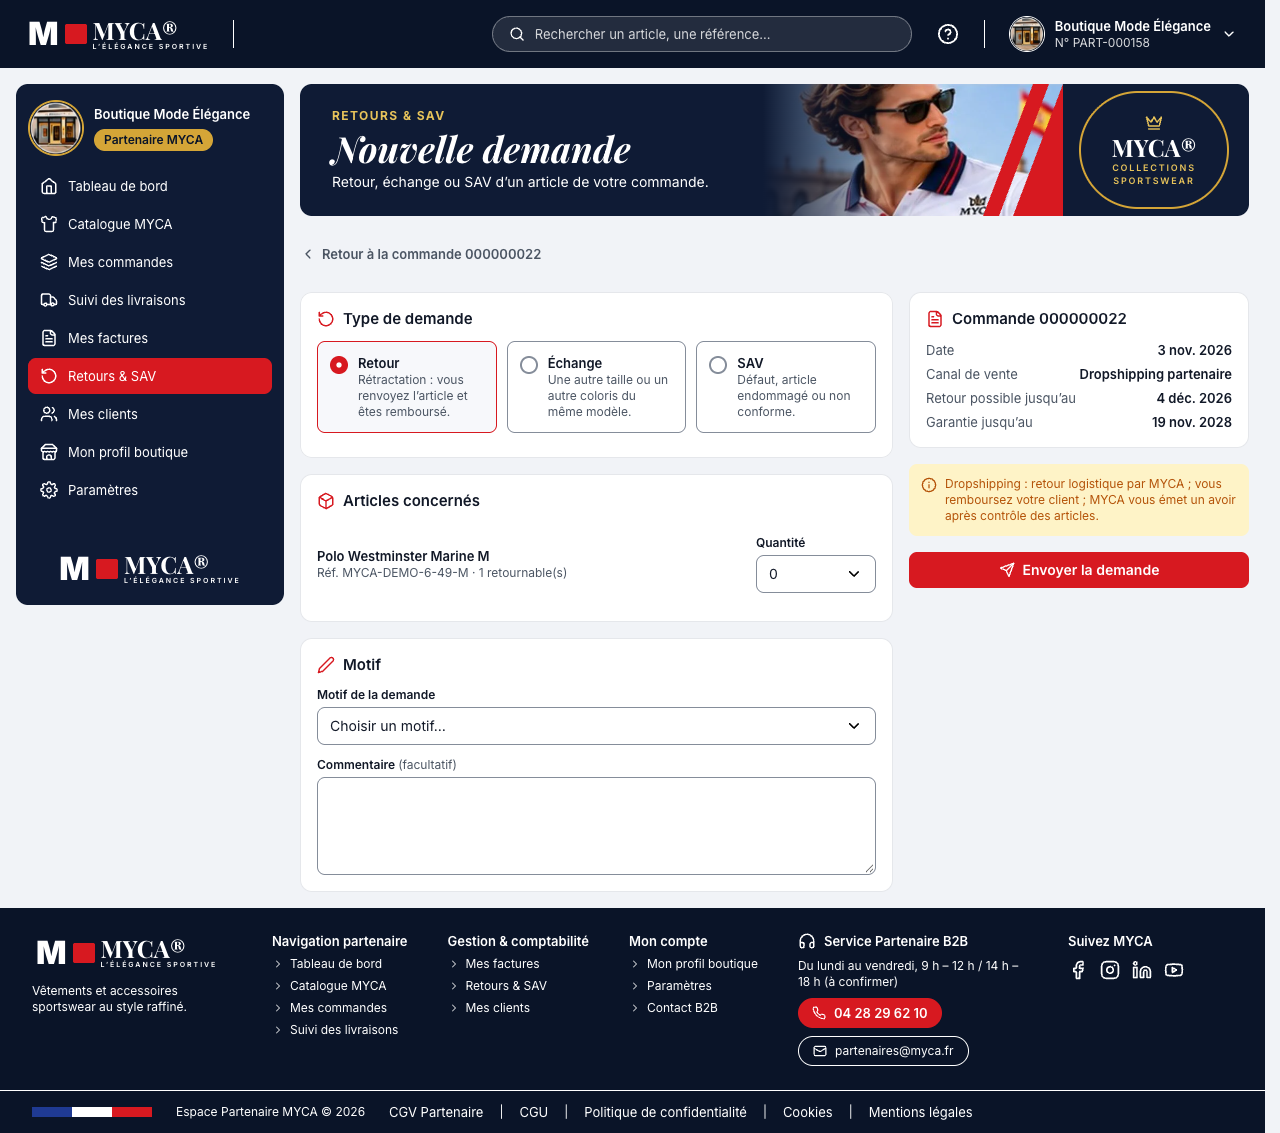 M MYCA®
L'ÉLÉGANCE SPORTIVE
Rechercher un article, une référence...
Boutique Mode Élégance
N° PART-000158
Boutique Mode Élégance
Partenaire MYCA
Tableau de bord
Catalogue MYCA
Mes commandes
Suivi des livraisons
Mes factures
Retours & SAV
Mes clients
Mon profil boutique
Paramètres
M MYCA®
L'ÉLÉGANCE SPORTIVE
RETOURS & SAV
Nouvelle demande
Retour, échange ou SAV d’un article de votre commande.
MYCA®
COLLECTIONS
SPORTSWEAR
Retour à la commande 000000022
Type de demande
Retour
Rétractation : vous
renvoyez l’article et
êtes remboursé.
Échange
Une autre taille ou un
autre coloris du
même modèle.
SAV
Défaut, article
endommagé ou non
conforme.
Articles concernés
Polo Westminster Marine M
Réf. MYCA-DEMO-6-49-M · 1 retournable(s)
Quantité
0
Motif
Motif de la demande
Choisir un motif...
Commentaire (facultatif)
Commande 000000022
Date 3 nov. 2026
Canal de vente Dropshipping partenaire
Retour possible jusqu’au 4 déc. 2026
Garantie jusqu’au 19 nov. 2028
Dropshipping : retour logistique par MYCA ; vous
remboursez votre client ; MYCA vous émet un avoir
après contrôle des articles.
Envoyer la demande
M MYCA®
L'ÉLÉGANCE SPORTIVE
Vêtements et accessoires
sportswear au style raffiné.
Navigation partenaire
Tableau de bord
Catalogue MYCA
Mes commandes
Suivi des livraisons
Gestion & comptabilité
Mes factures
Retours & SAV
Mes clients
Mon compte
Mon profil boutique
Paramètres
Contact B2B
Service Partenaire B2B
Du lundi au vendredi, 9 h – 12 h / 14 h –
18 h (à confirmer)
04 28 29 62 10
partenaires@myca.fr
Suivez MYCA
Espace Partenaire MYCA © 2026
CGV Partenaire | CGU | Politique de confidentialité | Cookies | Mentions légales